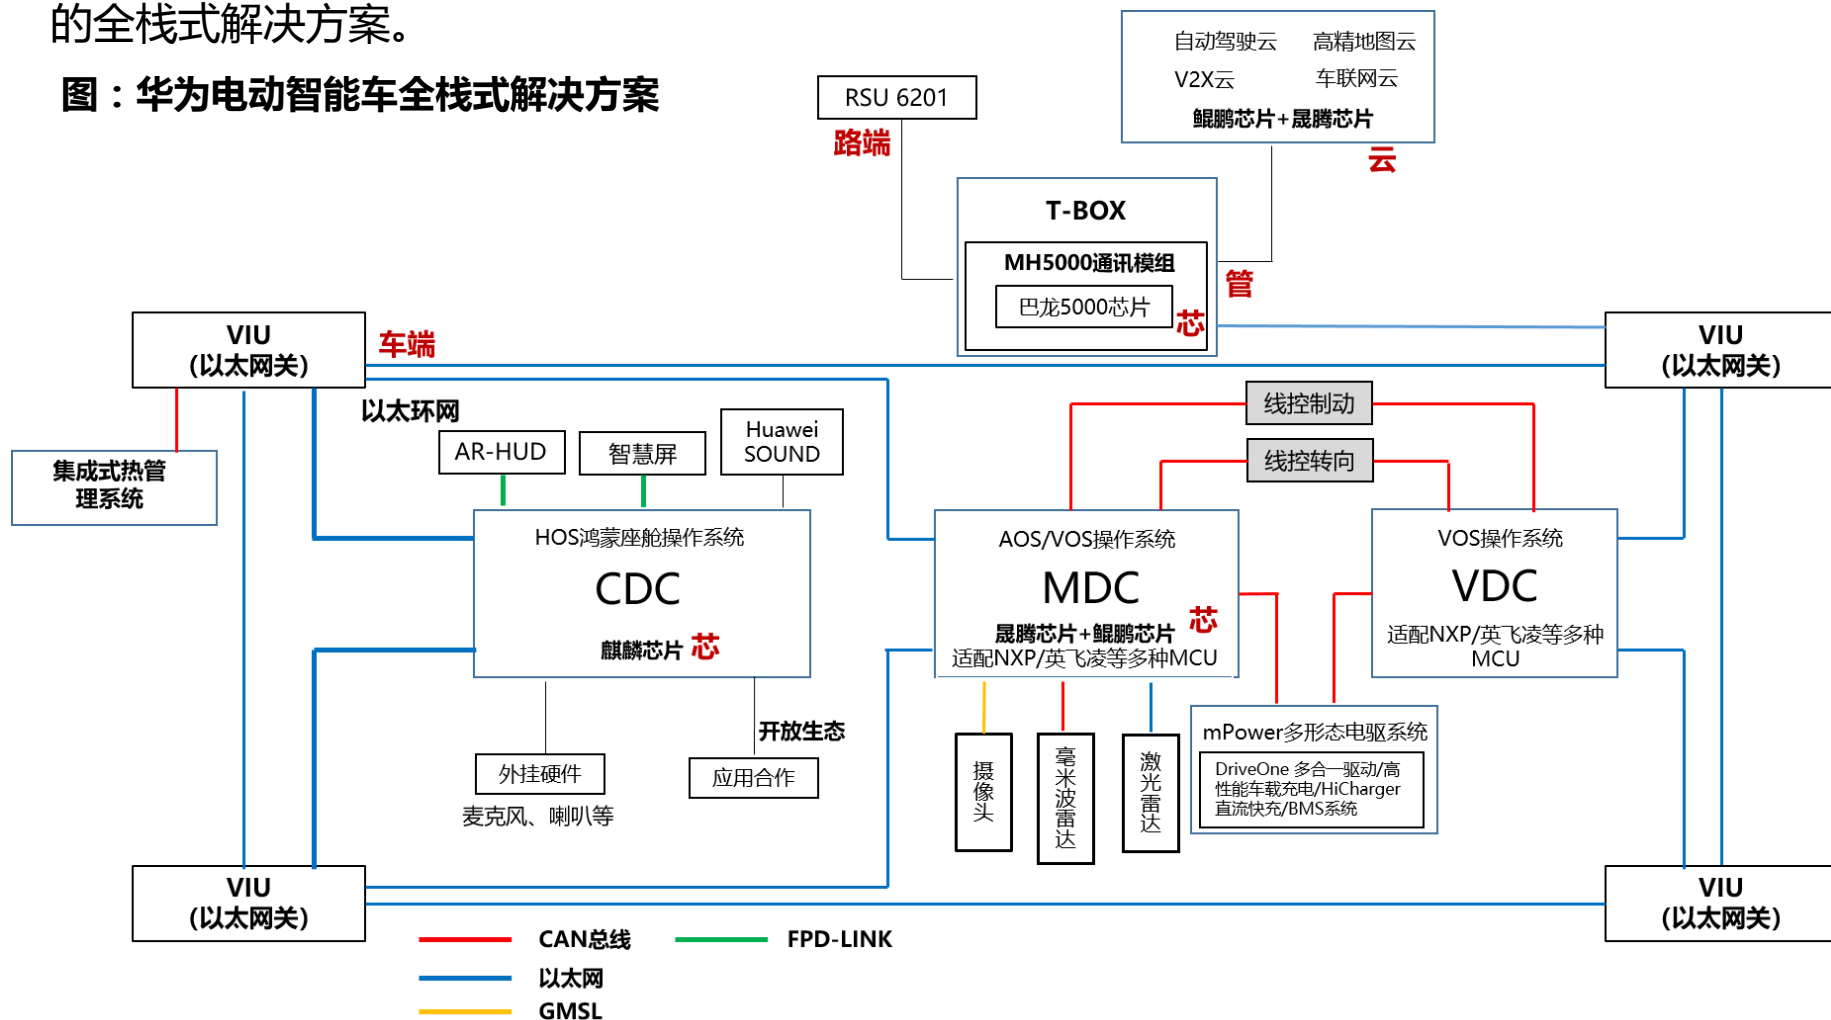 的全栈式解决方案。
图：华为电动智能车全栈式解决方案
自动驾驶云 高精地图云
V2X云 车联网云
鲲鹏芯片+晟腾芯片
云
RSU 6201
路端
T-BOX
MH5000通讯模组
巴龙5000芯片
芯
管
VIU
(以太网关)
车端
VIU
(以太网关)
以太环网
线控制动
线控转向
AR-HUD
智慧屏
Huawei
SOUND
集成式热管
理系统
HOS鸿蒙座舱操作系统
CDC
麒麟芯片
芯
AOS/VOS操作系统
MDC
晟腾芯片+鲲鹏芯片
芯
适配NXP/英飞凌等多种MCU
VOS操作系统
VDC
适配NXP/英飞凌等多种
MCU
开放生态
外挂硬件
麦克风、喇叭等
应用合作
摄像头
毫米波雷达
激光雷达
mPower多形态电驱系统
DriveOne 多合一驱动/高
性能车载充电/HiCharger
直流快充/BMS系统
VIU
(以太网关)
VIU
(以太网关)
CAN总线
FPD-LINK
以太网
GMSL